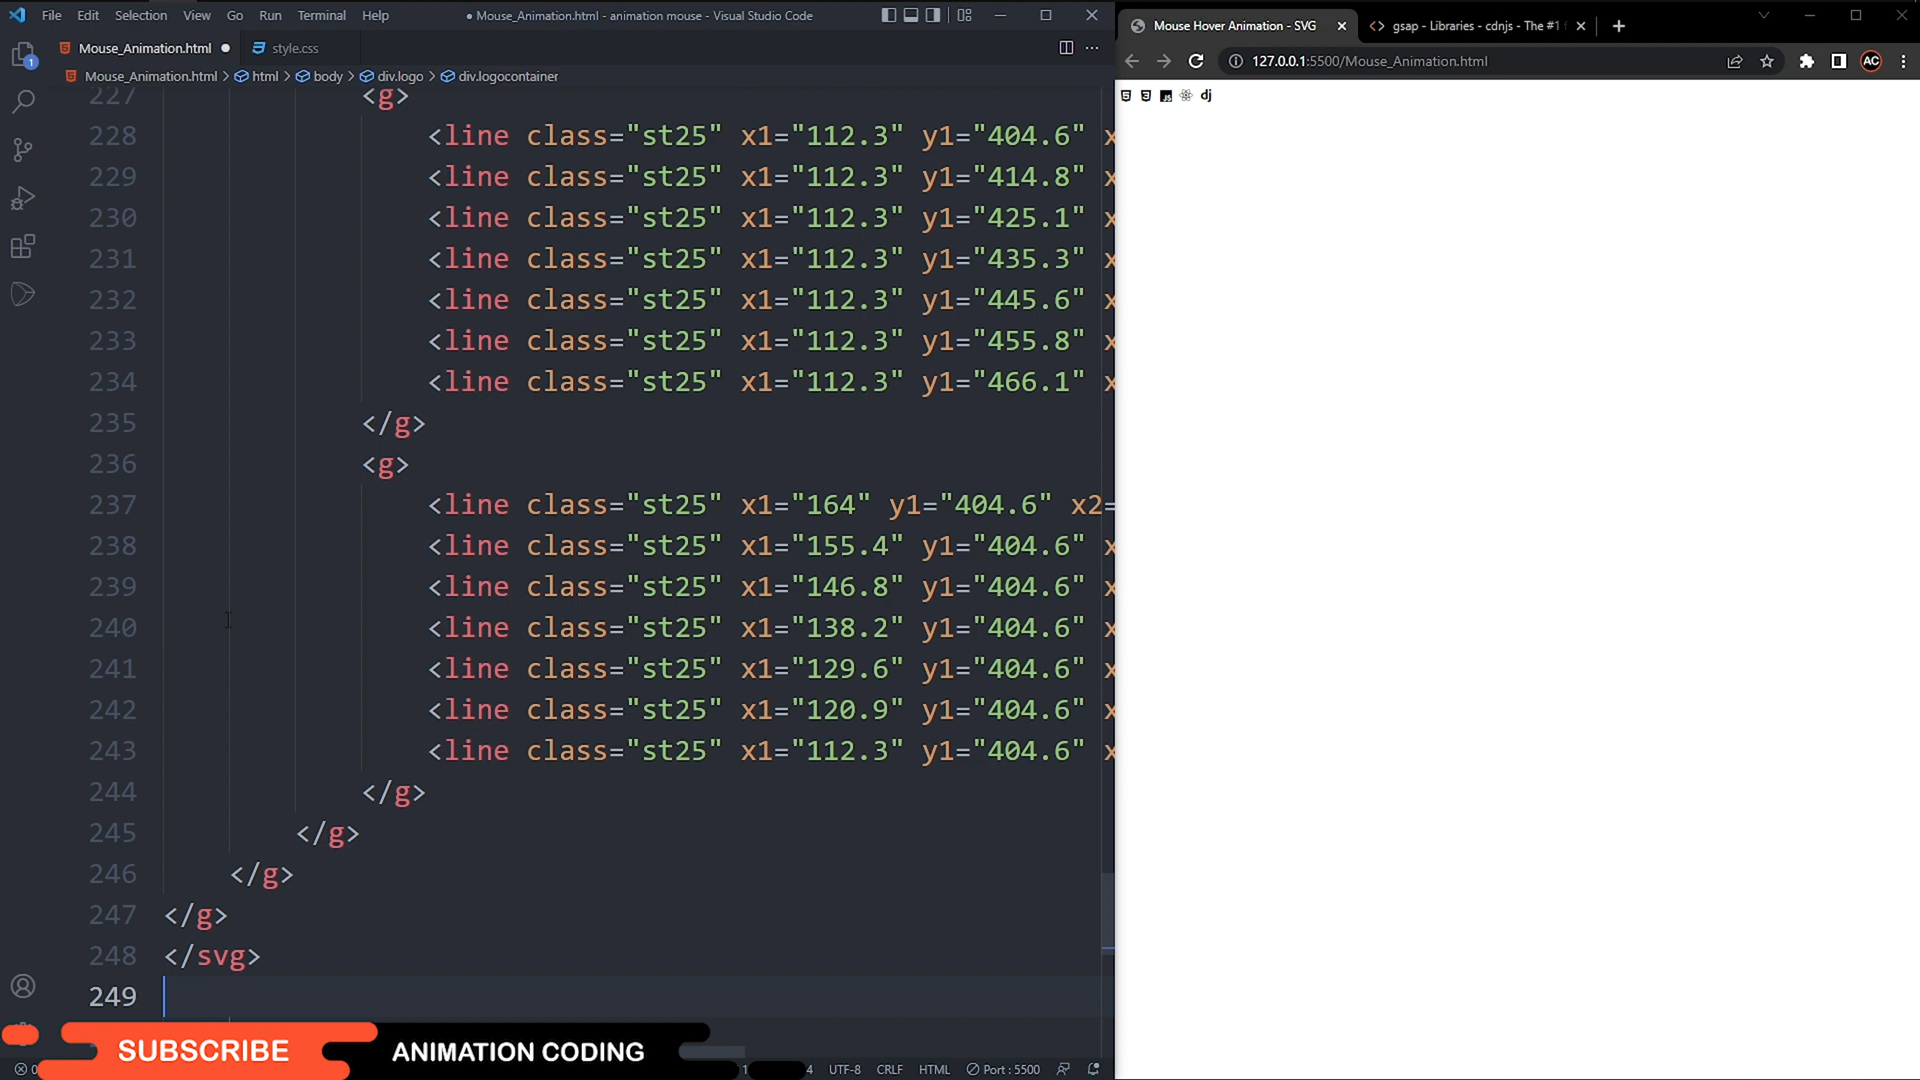 File Edit Selection View Go Run Terminal Help
● Mouse_Animation.html - animation mouse - Visual Studio Code
Mouse Hover Animation - SVG
gsap - Libraries - cdnjs - The #1
Mouse_Animation.html
style.css
127.0.0.1:5500/Mouse_Animation.html
AC
1
Mouse_Animation.html > html > body > div.logo > div.logocontainer
dj
227 <g>
228 <line class="st25" x1="112.3" y1="404.6" x
229 <line class="st25" x1="112.3" y1="414.8" x
230 <line class="st25" x1="112.3" y1="425.1" x
231 <line class="st25" x1="112.3" y1="435.3" x
232 <line class="st25" x1="112.3" y1="445.6" x
233 <line class="st25" x1="112.3" y1="455.8" x
234 <line class="st25" x1="112.3" y1="466.1" x
235 </g>
236 <g>
237 <line class="st25" x1="164" y1="404.6" x2=
238 <line class="st25" x1="155.4" y1="404.6" x
239 <line class="st25" x1="146.8" y1="404.6" x
240 <line class="st25" x1="138.2" y1="404.6" x
241 <line class="st25" x1="129.6" y1="404.6" x
242 <line class="st25" x1="120.9" y1="404.6" x
243 <line class="st25" x1="112.3" y1="404.6" x
244 </g>
245 </g>
246 </g>
247 </g>
248 </svg>
249
SUBSCRIBE ANIMATION CODING
0 4 UTF-8 CRLF HTML Port : 5500